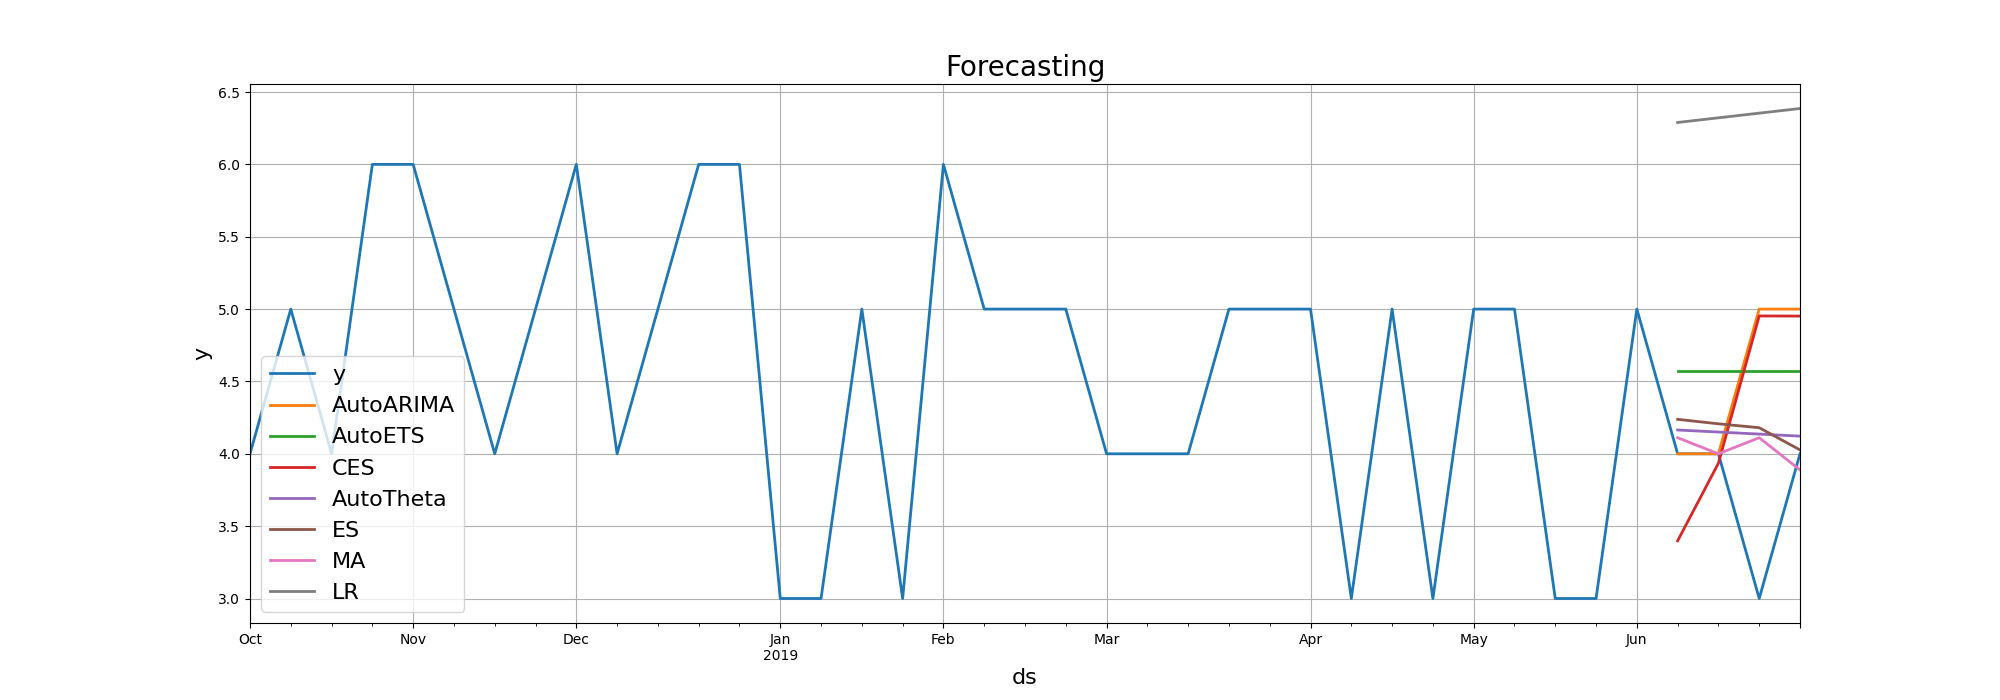 Forecasting
6.5
6.0
5.5
5.0
4.5
4.0
3.5
3.0
y
y
AutoARIMA
AutoETS
CES
AutoTheta
ES
MA
LR
Oct Nov Dec Jan Feb Mar Apr May Jun
2019
ds